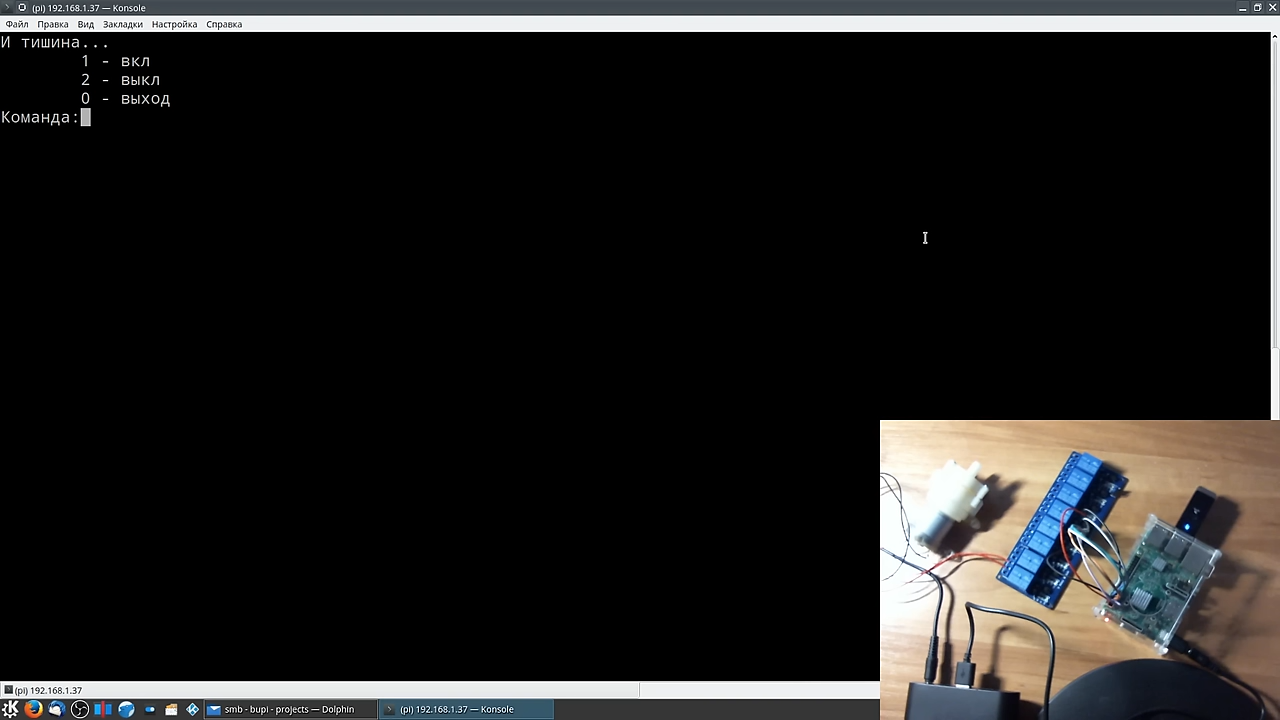 (pi) 192.168.1.37 — Konsole
Файл Правка Вид Закладки Настройка Справка
И тишина...
1 - вкл
2 - выкл
0 - выход
Команда:
(pi) 192.168.1.37
smb - bupi - projects — Dolphin
(pi) 192.168.1.37 — Konsole